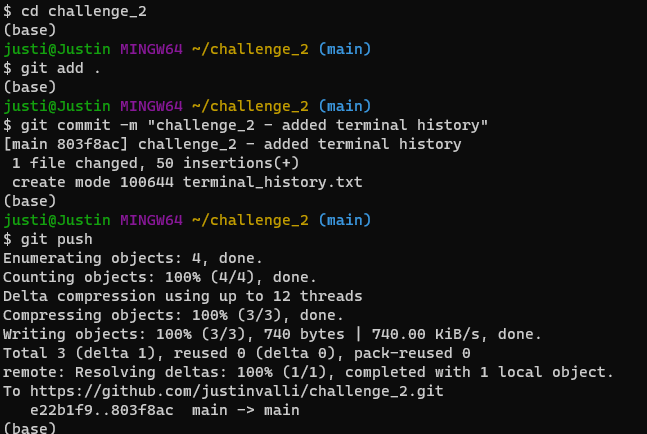 $ cd challenge_2
(base)
justi@Justin MINGW64 ~/challenge_2 (main)
$ git add .
(base)
justi@Justin MINGW64 ~/challenge_2 (main)
$ git commit -m "challenge_2 - added terminal history"
[main 803f8ac] challenge_2 - added terminal history
 1 file changed, 50 insertions(+)
 create mode 100644 terminal_history.txt
(base)
justi@Justin MINGW64 ~/challenge_2 (main)
$ git push
Enumerating objects: 4, done.
Counting objects: 100% (4/4), done.
Delta compression using up to 12 threads
Compressing objects: 100% (3/3), done.
Writing objects: 100% (3/3), 740 bytes | 740.00 KiB/s, done.
Total 3 (delta 1), reused 0 (delta 0), pack-reused 0
remote: Resolving deltas: 100% (1/1), completed with 1 local object.
To https://github.com/justinvalli/challenge_2.git
   e22b1f9..803f8ac  main -> main
(base)